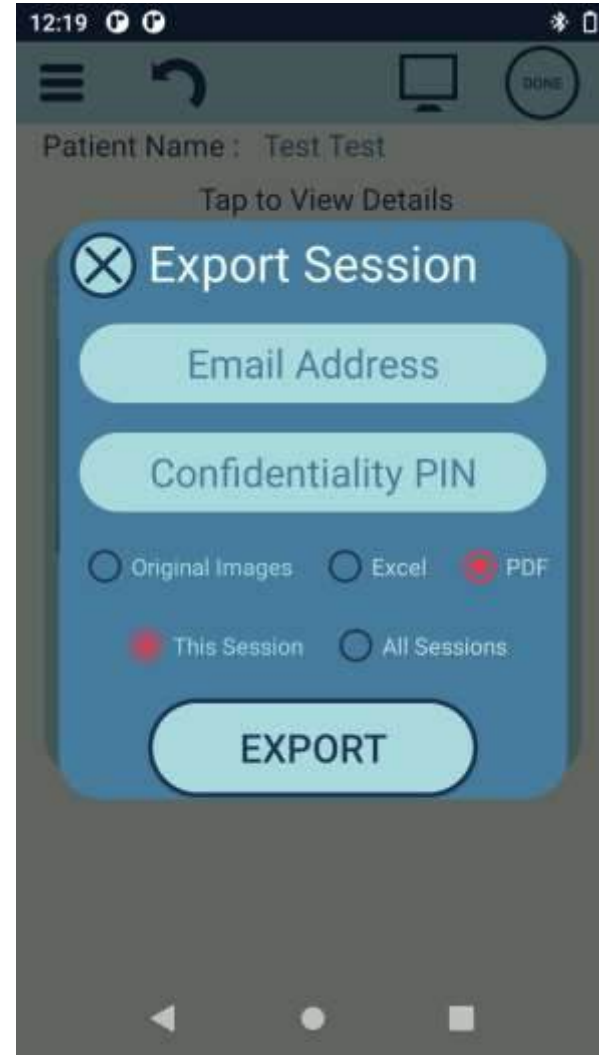 12:19
DONE
Patient Name : Test Test
Tap to View Details
Export Session
Email Address
Confidentiality PIN
Original Images Excel PDF
This Session All Sessions
EXPORT